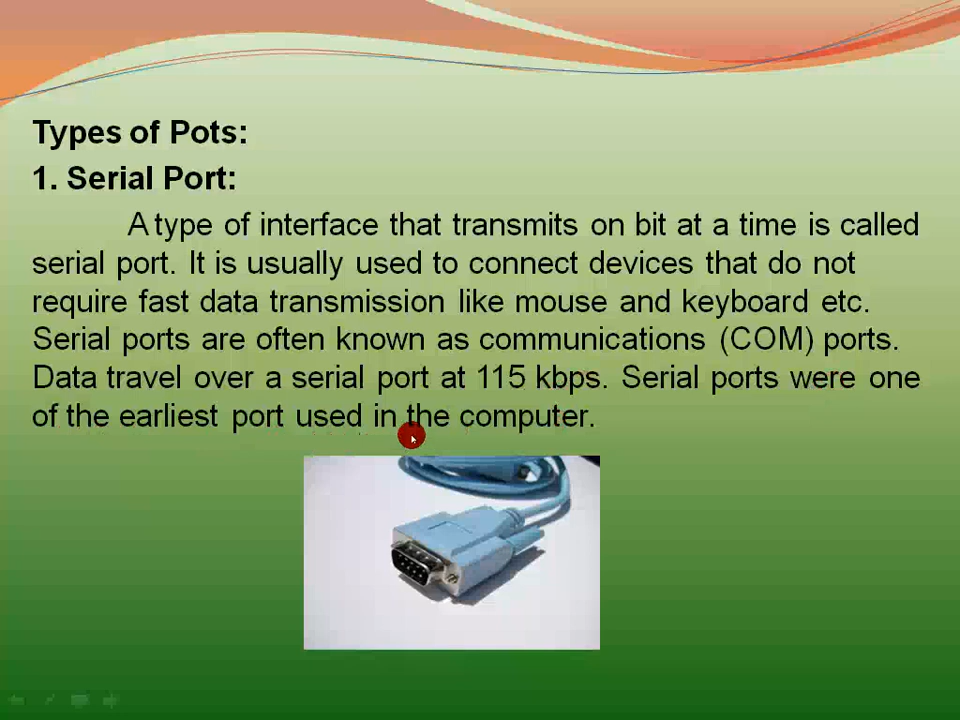 Types of Pots:
1. Serial Port:
A type of interface that transmits on bit at a time is called
serial port. It is usually used to connect devices that do not
require fast data transmission like mouse and keyboard etc.
Serial ports are often known as communications (COM) ports.
Data travel over a serial port at 115 kbps. Serial ports were one
of the earliest port used in the computer.